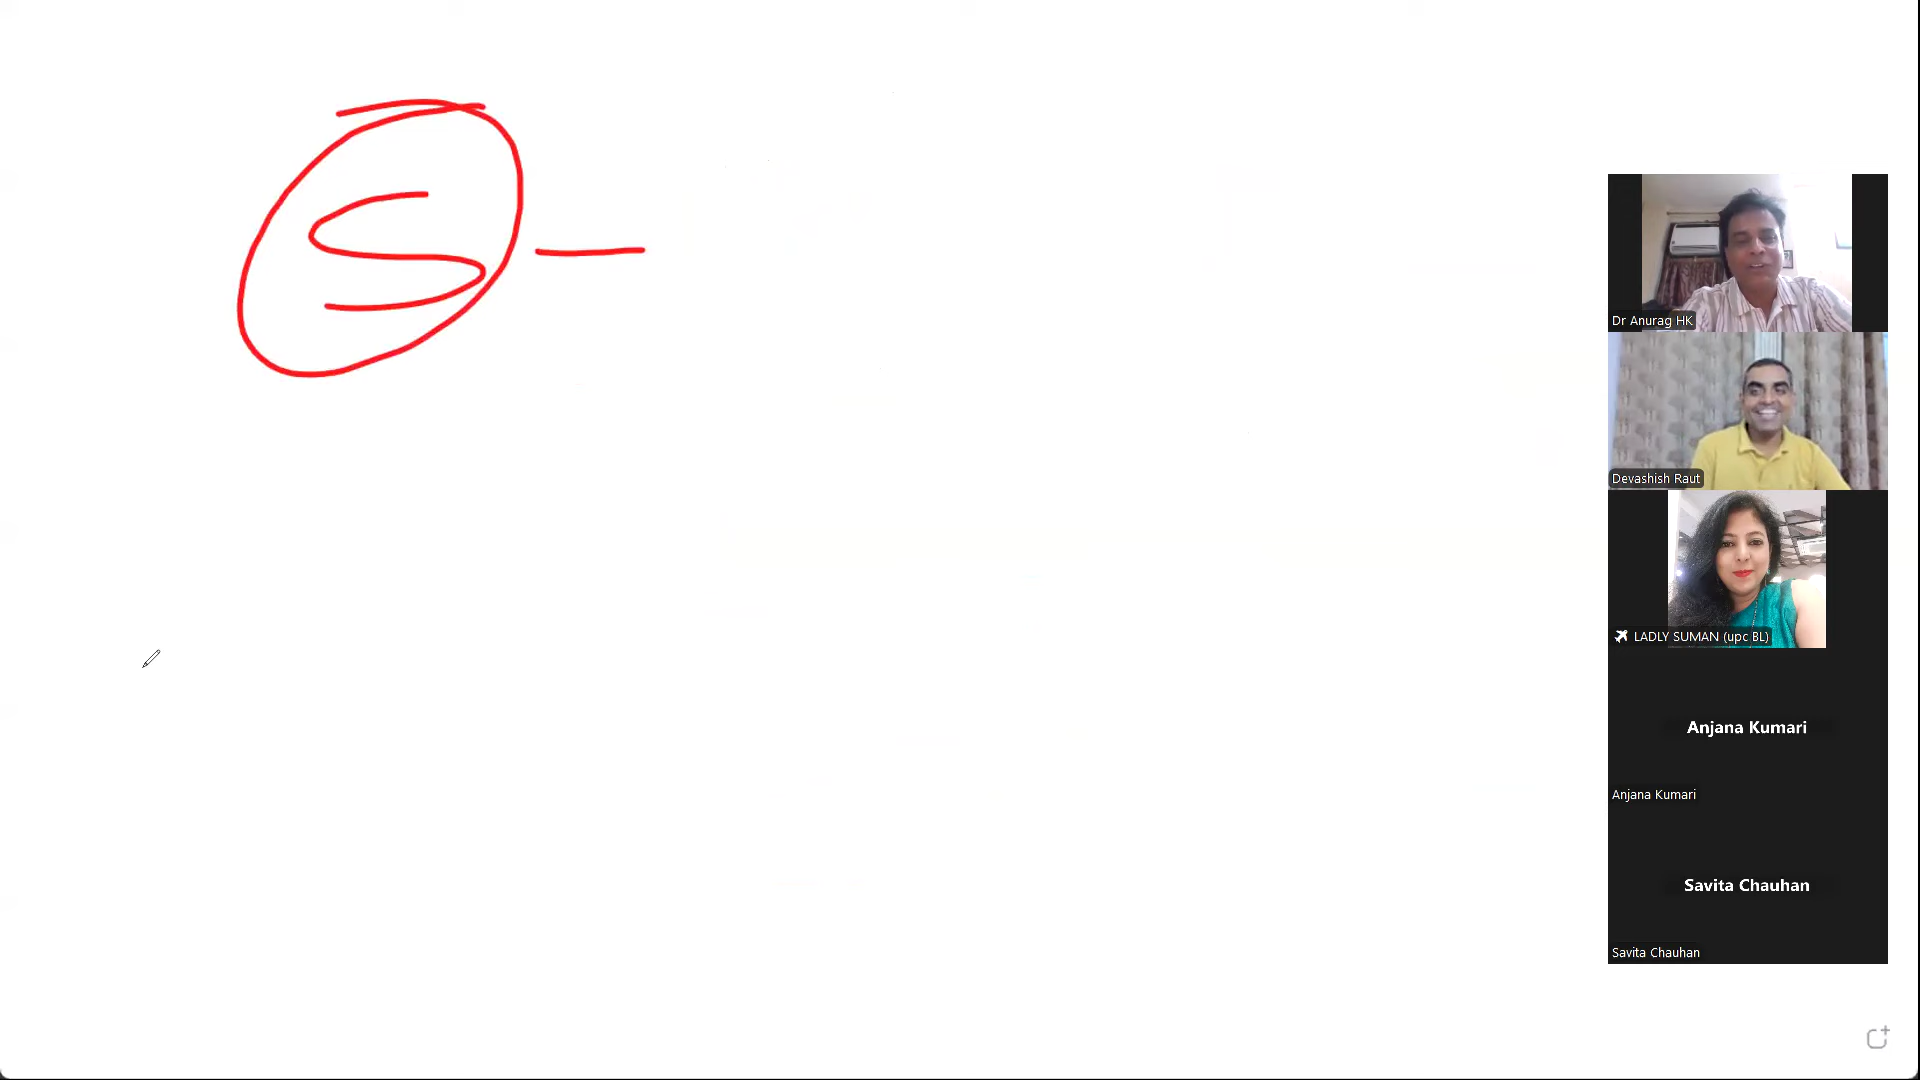 S -
Dr Anurag HK
Devashish Raut
LADLY SUMAN (upc BL)
Anjana Kumari
Anjana Kumari
Savita Chauhan
Savita Chauhan